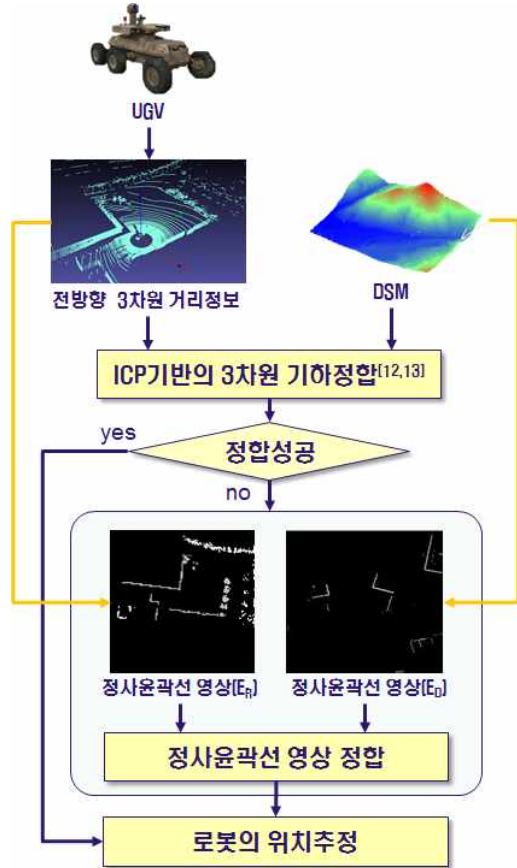 UGV
전방향 3차원 거리정보
DSM
ICP기반의 3차원 기하정합[12,13]
yes
정합성공
no
정사윤곽선 영상(E_R)
정사윤곽선 영상(E_D)
정사윤곽선 영상 정합
로봇의 위치추정